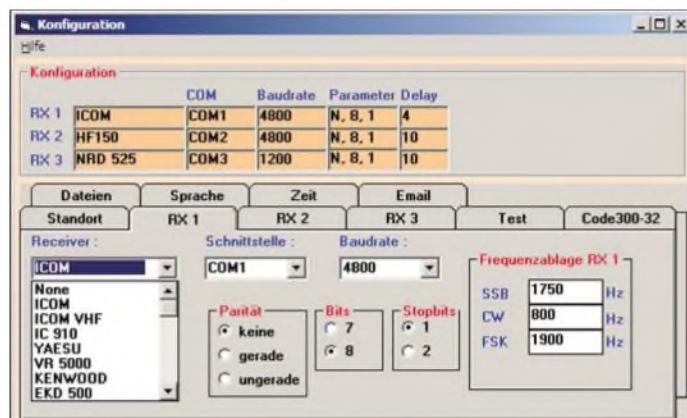 Konfiguration
Hilfe
Konfiguration
COM Baudrate Parameter Delay
RX 1 ICOM COM1 4800 N, 8, 1 4
RX 2 HF150 COM2 4800 N, 8, 1 10
RX 3 NRD 525 COM3 1200 N, 8, 1 10
Dateien Sprache Zeit Email
Standort RX 1 RX 2 RX 3 Test Code300-32
Receiver : Schnittstelle : Baudrate :
ICOM COM1 4800
None
ICOM
ICOM VHF
IC 910
YAESU
VR 5000
KENWOOD
EKD 500
Parität
keine
gerade
ungerade
Bits
7
8
Stopbits
1
2
Frequenzablage RX 1
SSB 1750 Hz
CW 800 Hz
FSK 1900 Hz